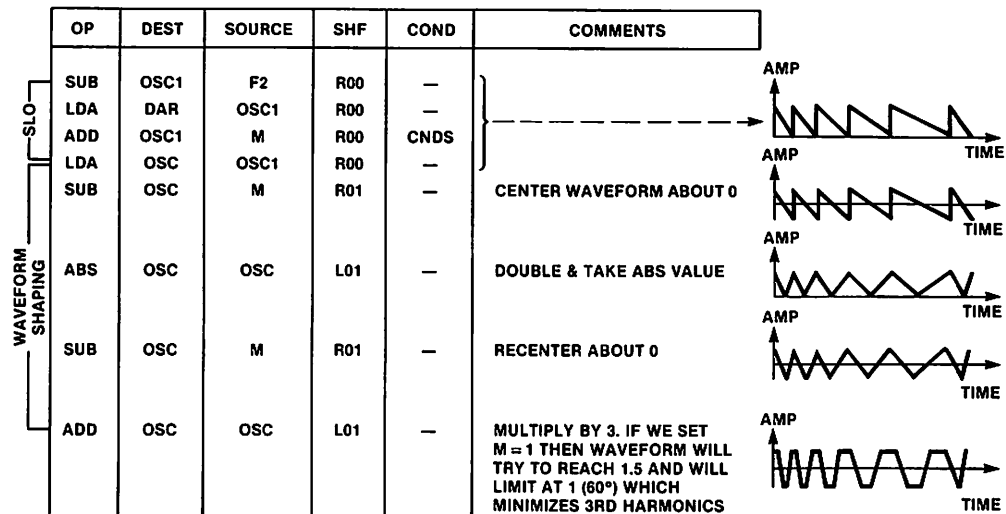 OP DEST SOURCE SHF COND COMMENTS
SUB OSC1 F2 R00 —
LDA DAR OSC1 R00 —
ADD OSC1 M R00 CNDS
LDA OSC OSC1 R00 —
SUB OSC M R01 — CENTER WAVEFORM ABOUT 0
ABS OSC OSC L01 — DOUBLE & TAKE ABS VALUE
SUB OSC M R01 — RECENTER ABOUT 0
ADD OSC OSC L01 — MULTIPLY BY 3. IF WE SET
M = 1 THEN WAVEFORM WILL
TRY TO REACH 1.5 AND WILL
LIMIT AT 1 (60°) WHICH
MINIMIZES 3RD HARMONICS
SLO
WAVEFORM
SHAPING
AMP
TIME
AMP
TIME
AMP
TIME
AMP
TIME
AMP
TIME